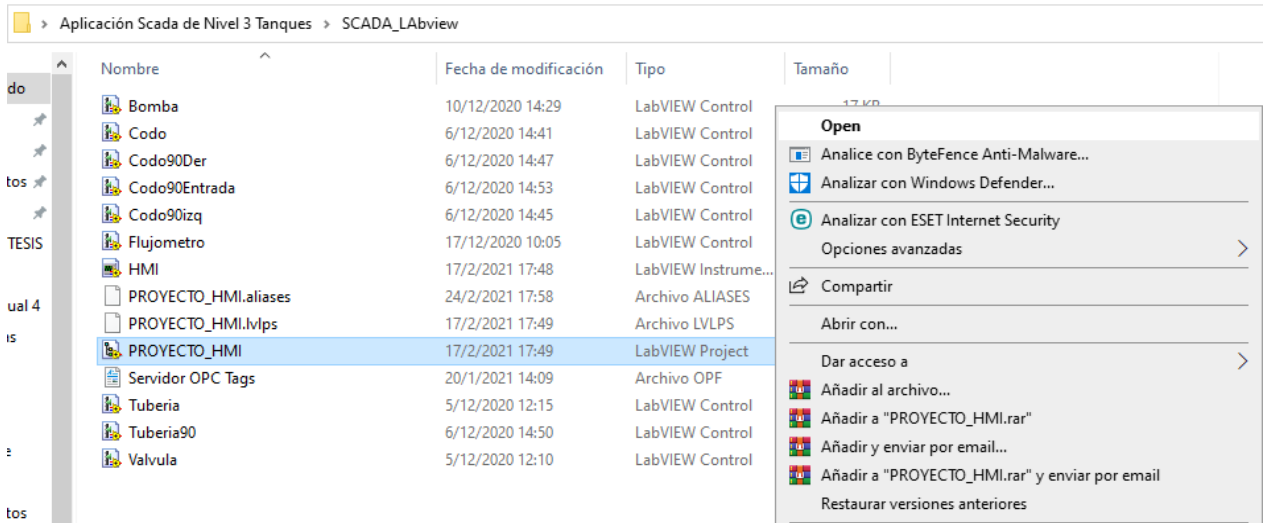 Aplicación Scada de Nivel 3 Tanques > SCADA_LAbview
Nombre Fecha de modificación Tipo Tamaño
do
Bomba 10/12/2020 14:29 LabVIEW Control 17 KB
Codo 6/12/2020 14:41 LabVIEW Control
Codo90Der 6/12/2020 14:47 LabVIEW Control
tos Codo90Entrada 6/12/2020 14:53 LabVIEW Control
Codo90izq 6/12/2020 14:45 LabVIEW Control
TESIS Flujometro 17/12/2020 10:05 LabVIEW Control
HMI 17/2/2021 17:48 LabVIEW Instrume...
ual 4 PROYECTO_HMI.aliases 24/2/2021 17:58 Archivo ALIASES
PROYECTO_HMI.lvlps 17/2/2021 17:49 Archivo LVLPS
PROYECTO_HMI 17/2/2021 17:49 LabVIEW Project
Servidor OPC Tags 20/1/2021 14:09 Archivo OPF
Tuberia 5/12/2020 12:15 LabVIEW Control
Tuberia90 6/12/2020 14:50 LabVIEW Control
Valvula 5/12/2020 12:10 LabVIEW Control
tos
Open
Analice con ByteFence Anti-Malware...
Analizar con Windows Defender...
Analizar con ESET Internet Security
Opciones avanzadas
Compartir
Abrir con...
Dar acceso a
Añadir al archivo...
Añadir a "PROYECTO_HMI.rar"
Añadir y enviar por email...
Añadir a "PROYECTO_HMI.rar" y enviar por email
Restaurar versiones anteriores